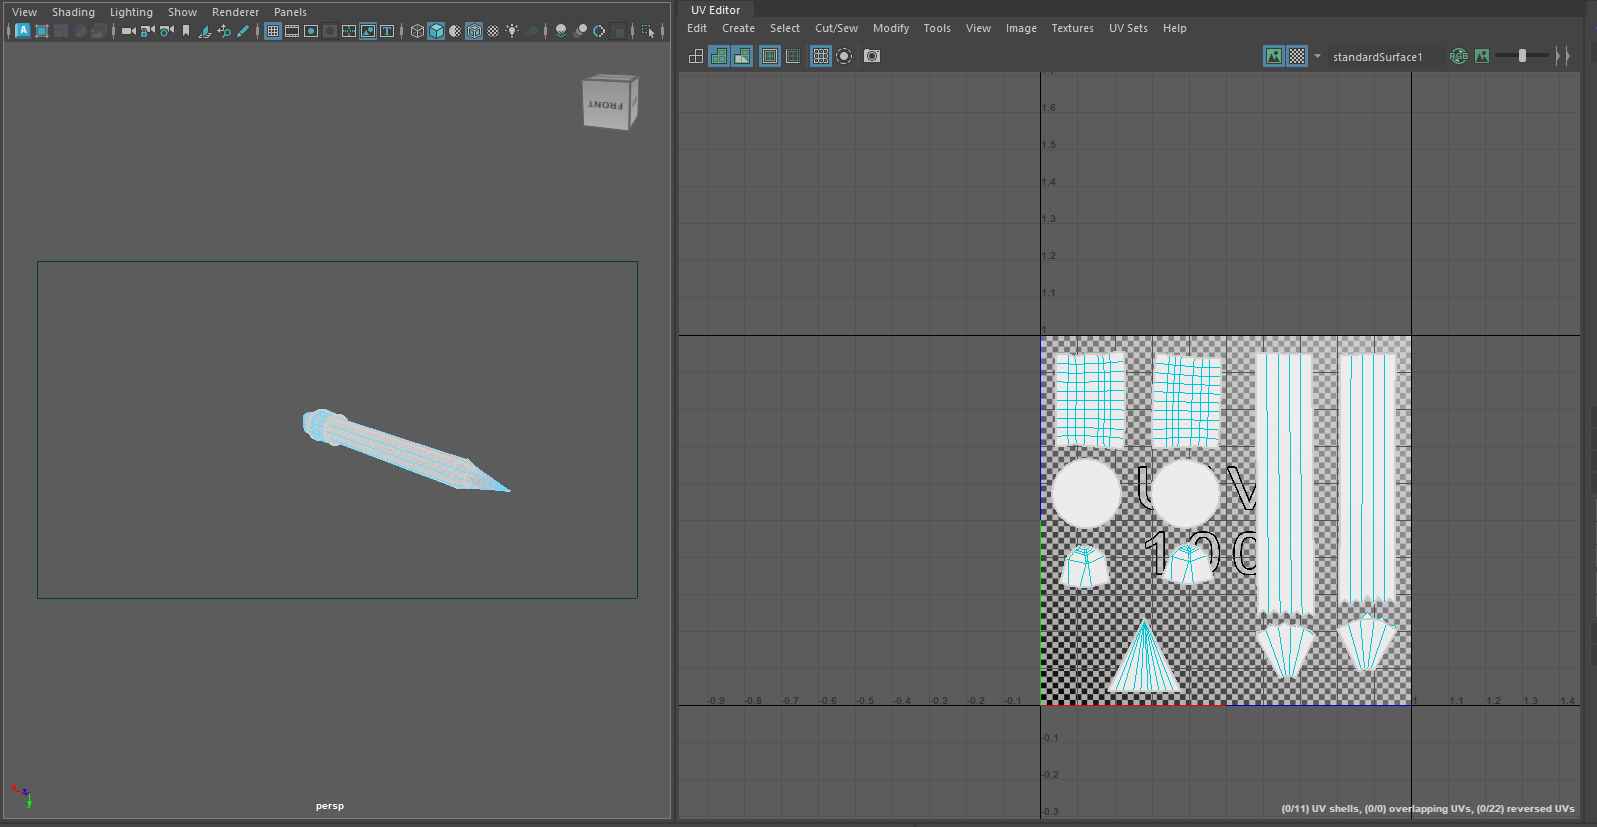 View Shading Lighting Show Renderer Panels
FRONT
persp
UV Editor
Edit Create Select Cut/Sew Modify Tools View Image Textures UV Sets Help
standardSurface1
RGB
1.6
1.5
1.4
1.3
1.2
1.1
1
U V
100
-0.9 -0.8 -0.7 -0.6 -0.5 -0.4 -0.3 -0.2 -0.1 1 1.1 1.2 1.3 1.4
-0.1
-0.2
-0.3
(0/11) UV shells, (0/0) overlapping UVs, (0/22) reversed UVs